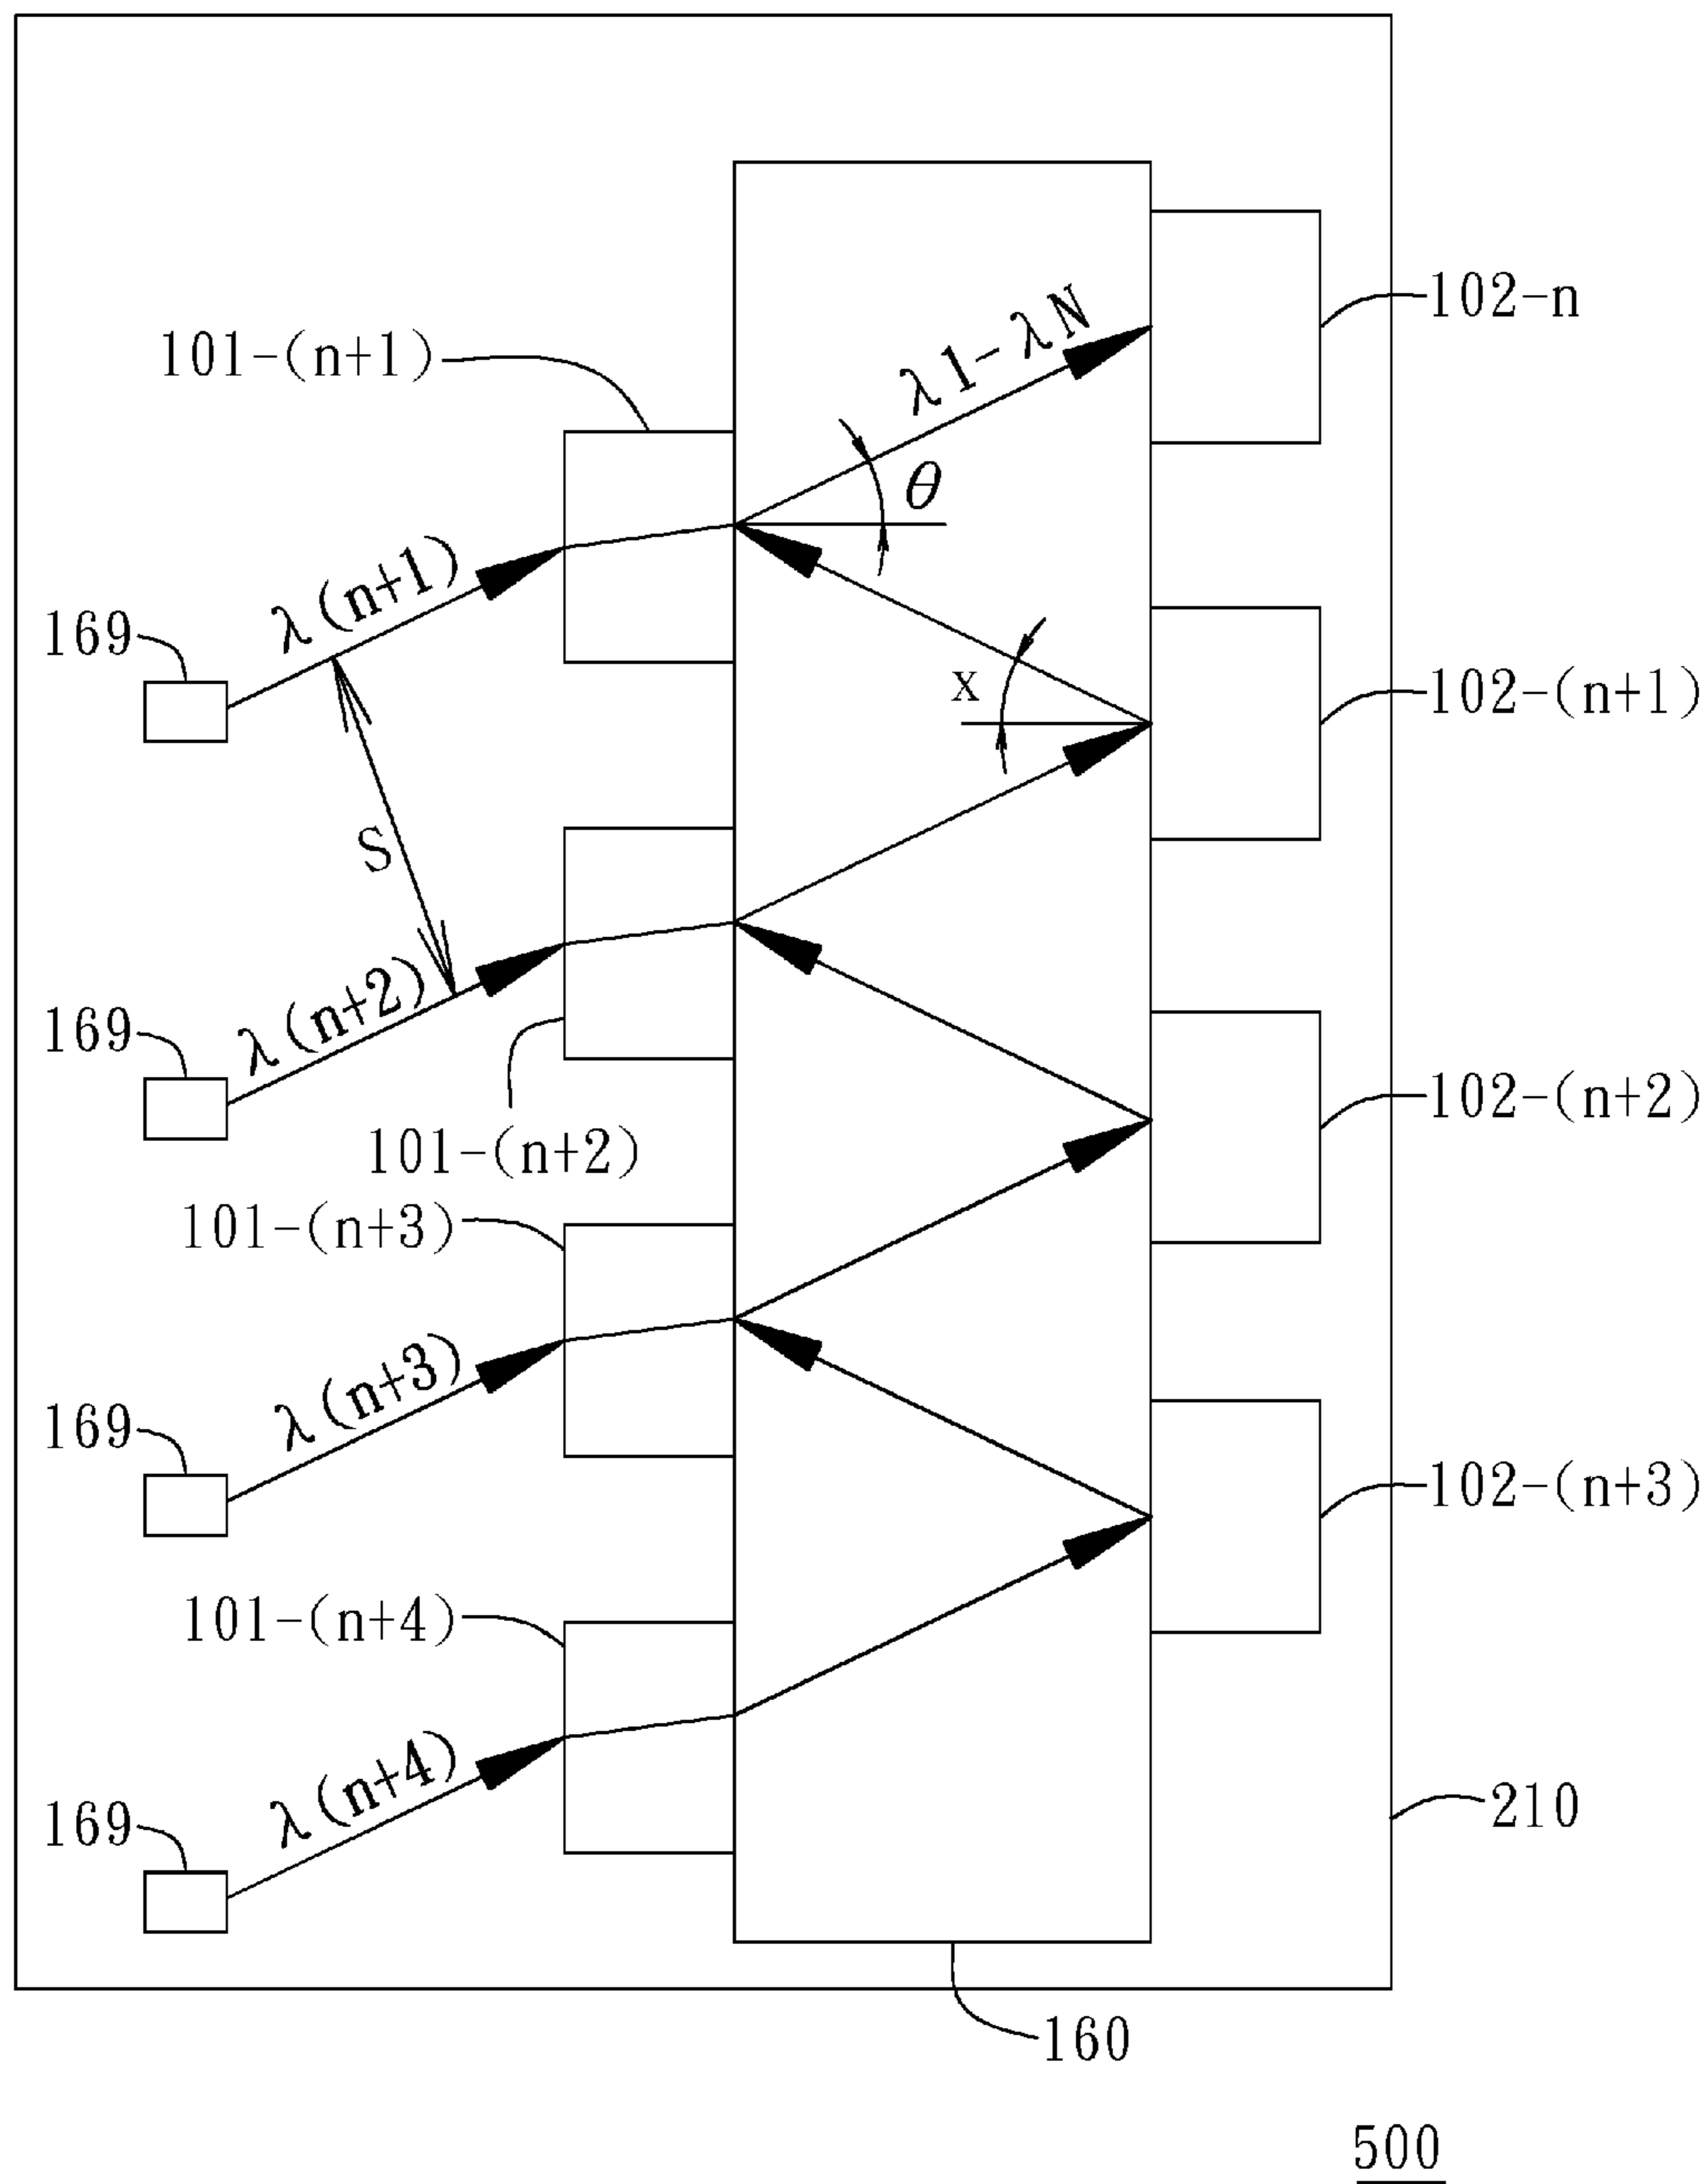 102-n
λ1-λN
101-(n+1)
θ
λ(n+1)
169
x
102-(n+1)
S
λ(n+2)
169
102-(n+2)
101-(n+2)
101-(n+3)
λ(n+3)
169
102-(n+3)
101-(n+4)
λ(n+4)
169
210
160
500